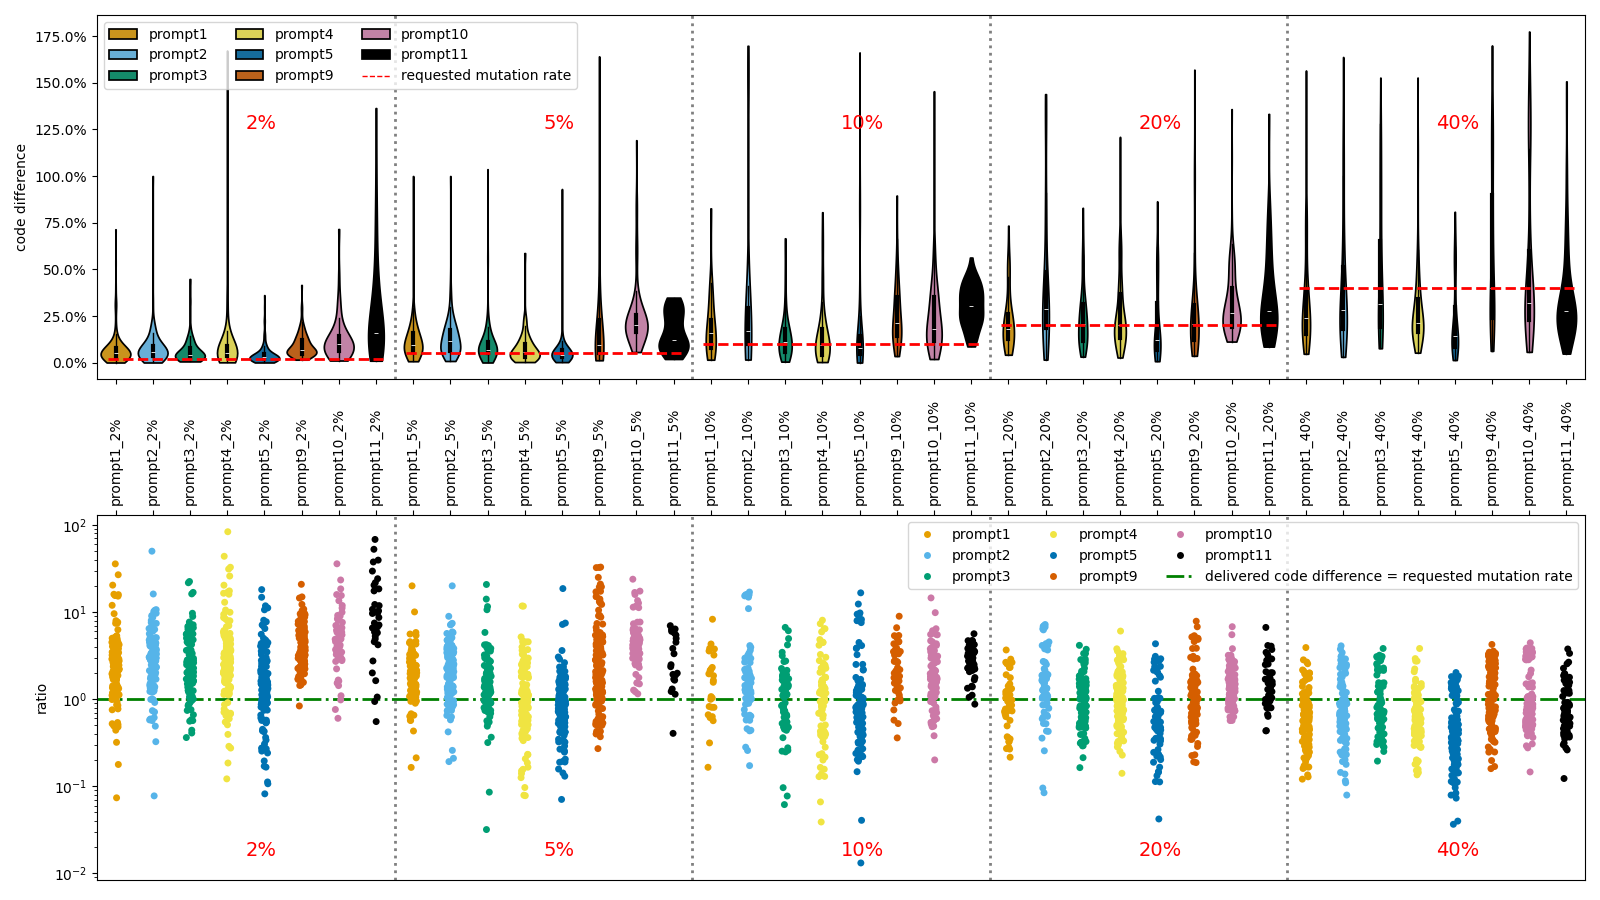 175.0%
150.0%
125.0%
100.0%
75.0%
50.0%
25.0%
0.0%
code difference
prompt1 prompt4 prompt10
prompt2 prompt5 prompt11
prompt3 prompt9 requested mutation rate
2% 5% 10% 20% 40%
prompt1_2%
prompt2_2%
prompt3_2%
prompt4_2%
prompt5_2%
prompt9_2%
prompt10_2%
prompt11_2%
prompt1_5%
prompt2_5%
prompt3_5%
prompt4_5%
prompt5_5%
prompt9_5%
prompt10_5%
prompt11_5%
prompt1_10%
prompt2_10%
prompt3_10%
prompt4_10%
prompt5_10%
prompt9_10%
prompt10_10%
prompt11_10%
prompt1_20%
prompt2_20%
prompt3_20%
prompt4_20%
prompt5_20%
prompt9_20%
prompt10_20%
prompt11_20%
prompt1_40%
prompt2_40%
prompt3_40%
prompt4_40%
prompt5_40%
prompt9_40%
prompt10_40%
prompt11_40%
10²
10¹
10⁰
10⁻¹
10⁻²
ratio
prompt1 prompt4 prompt10
prompt2 prompt5 prompt11
prompt3 prompt9 delivered code difference = requested mutation rate
2% 5% 10% 20% 40%